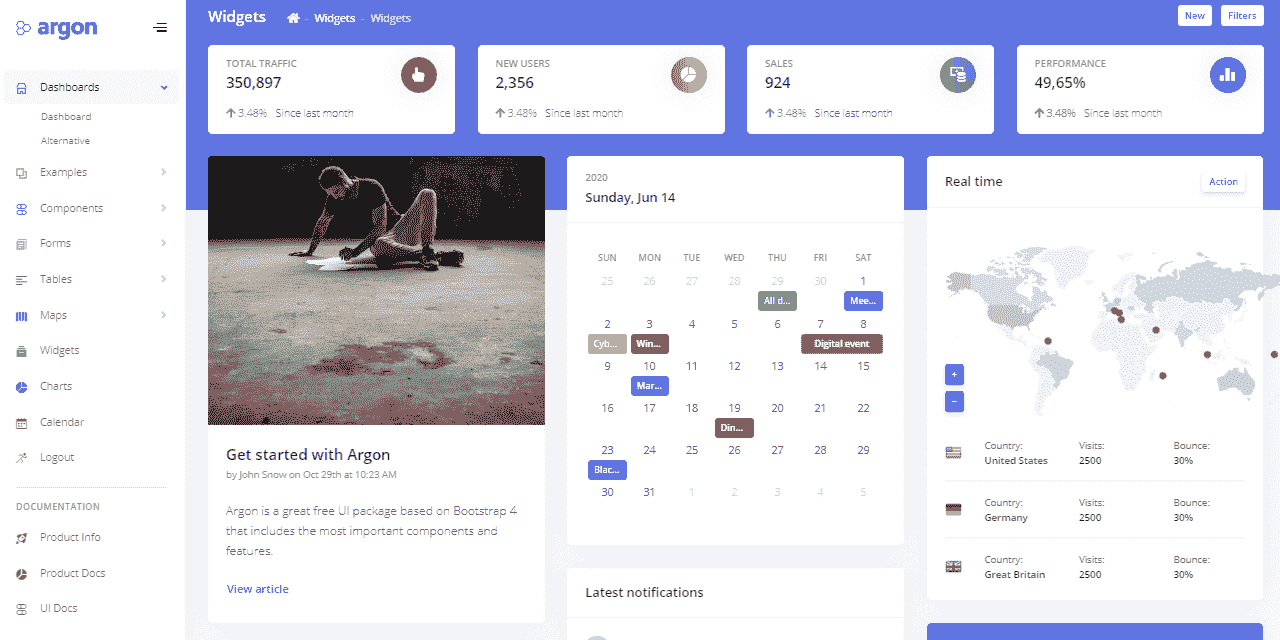 argon
Dashboards
Dashboard
Alternative
Examples
Components
Forms
Tables
Maps
Widgets
Charts
Calendar
Logout
DOCUMENTATION
Product Info
Product Docs
UI Docs
Widgets - Widgets - Widgets
New Filters
TOTAL TRAFFIC
350,897
3.48% Since last month
NEW USERS
2,356
3.48% Since last month
SALES
924
3.48% Since last month
PERFORMANCE
49,65%
3.48% Since last month
Get started with Argon
by John Snow on Oct 29th at 10:23 AM
Argon is a great free UI package based on Bootstrap 4
that includes the most important components and
features.
View article
2020
Sunday, Jun 14
SUN MON TUE WED THU FRI SAT
25 26 27 28 29 30 1
All d... Mee...
2 3 4 5 6 7 8
Cyb... Win... Digital event
9 10 11 12 13 14 15
Mar...
16 17 18 19 20 21 22
Din...
23 24 25 26 27 28 29
Blac...
30 31 1 2 3 4 5
Latest notifications
Real time
Action
+
−
Country: Visits: Bounce:
United States 2500 30%
Country: Visits: Bounce:
Germany 2500 30%
Country: Visits: Bounce:
Great Britain 2500 30%